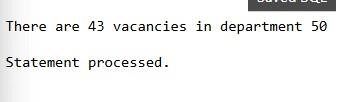 There are 43 vacancies in department 50
Statement processed.